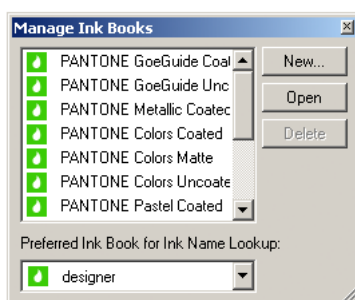 Manage Ink Books
PANTONE GoeGuide Coat
PANTONE GoeGuide Unc
PANTONE Metallic Coated
PANTONE Colors Coated
PANTONE Colors Matte
PANTONE Colors Uncoate
PANTONE Pastel Coated
New...
Open
Delete
Preferred Ink Book for Ink Name Lookup:
designer